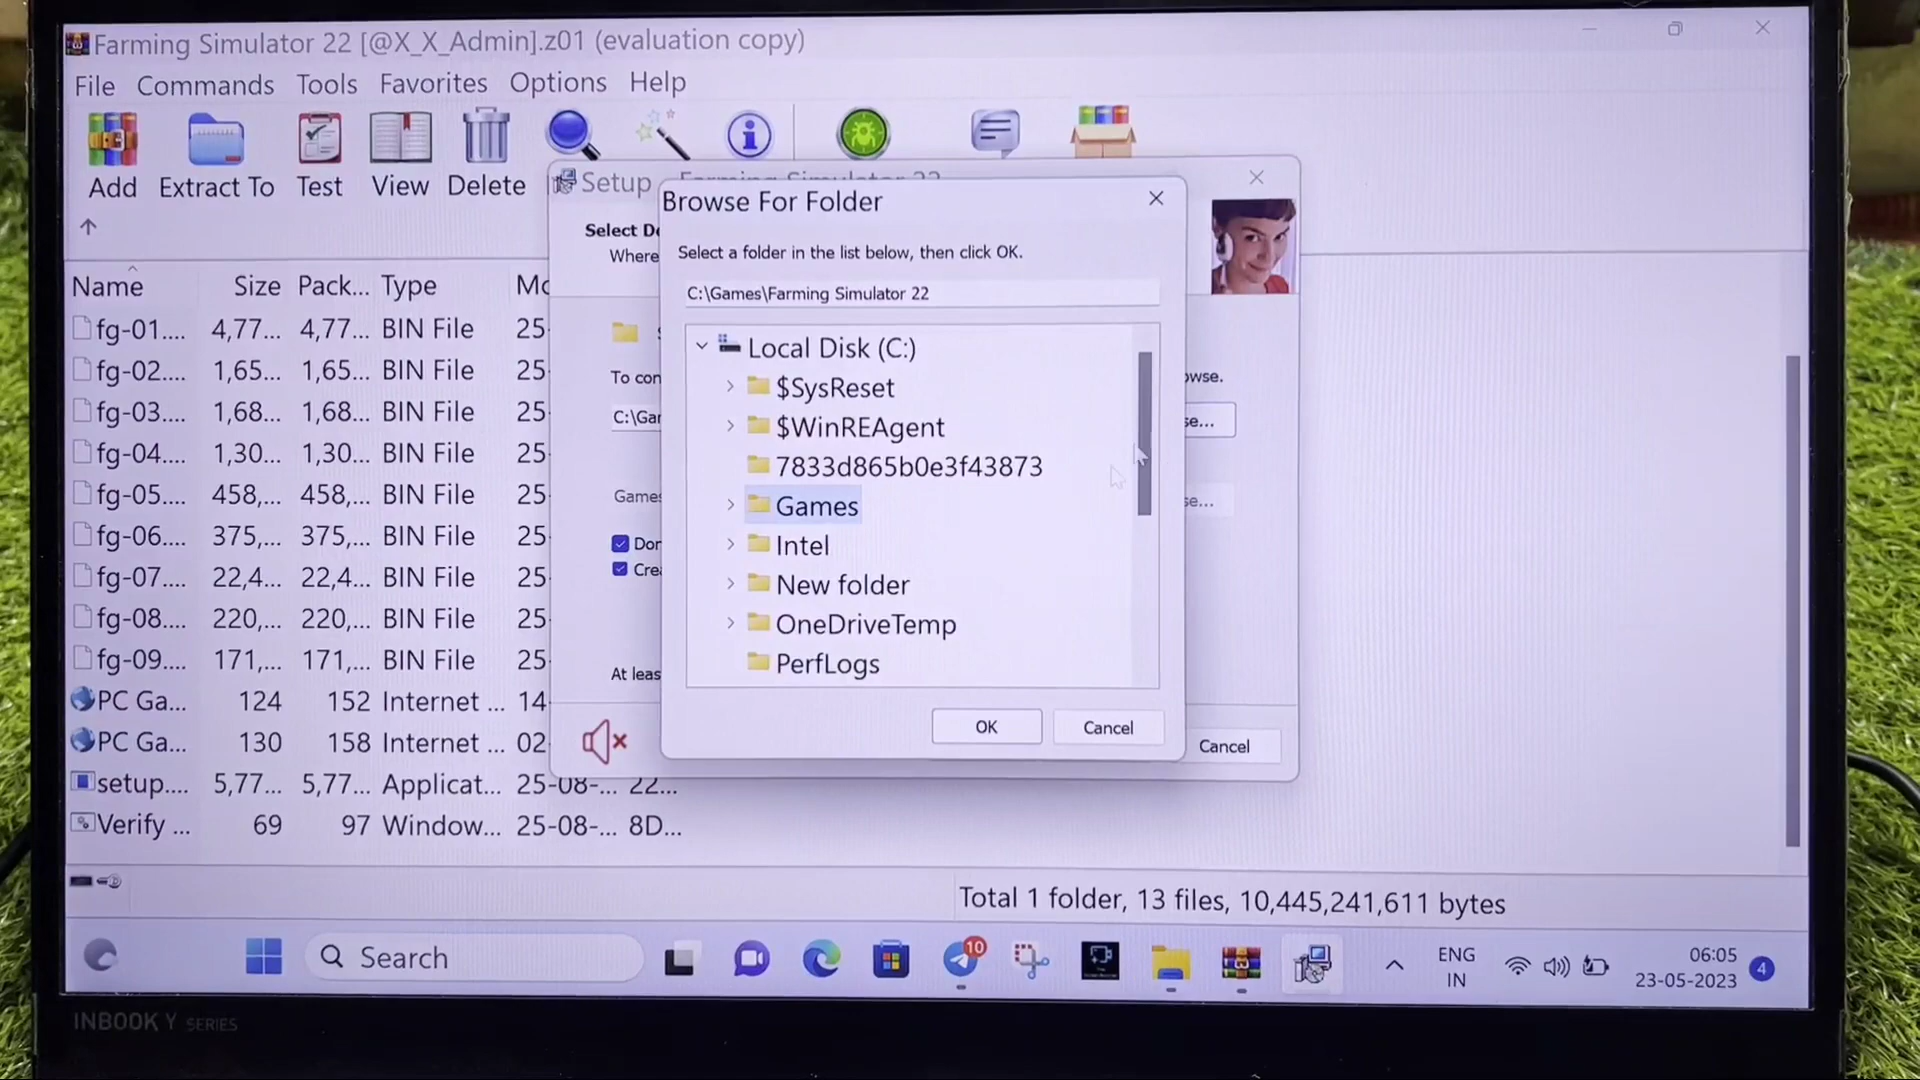 Farming Simulator 22 [@X_X_Admin].z01 (evaluation copy)
File Commands Tools Favorites Options Help
Add Extract To Test View Delete
Setup
Browse For Folder
Select a folder in the list below, then click OK.
C:\Games\Farming Simulator 22
Local Disk (C:)
$SysReset
$WinREAgent
7833d865b0e3f43873
Games
Intel
New folder
OneDriveTemp
PerfLogs
OK Cancel
Select De
Where
To con
wse.
C:\Gar
se...
Games
se...
Don
Crea
At leas
Cancel
Name Size Pack... Type Mo
fg-01.... 4,77... 4,77... BIN File 25-
fg-02.... 1,65... 1,65... BIN File 25-
fg-03.... 1,68... 1,68... BIN File 25-
fg-04.... 1,30... 1,30... BIN File 25-
fg-05.... 458,... 458,... BIN File 25-
fg-06.... 375,... 375,... BIN File 25-
fg-07.... 22,4... 22,4... BIN File 25-
fg-08.... 220,... 220,... BIN File 25-
fg-09.... 171,... 171,... BIN File 25-
PC Ga... 124 152 Internet ... 14-
PC Ga... 130 158 Internet ... 02-
setup.... 5,77... 5,77... Applicat... 25-08-... 22...
Verify ... 69 97 Window... 25-08-... 8D...
Total 1 folder, 13 files, 10,445,241,611 bytes
Search
10
ENG
IN
06:05
23-05-2023
4
INBOOK Y SERIES